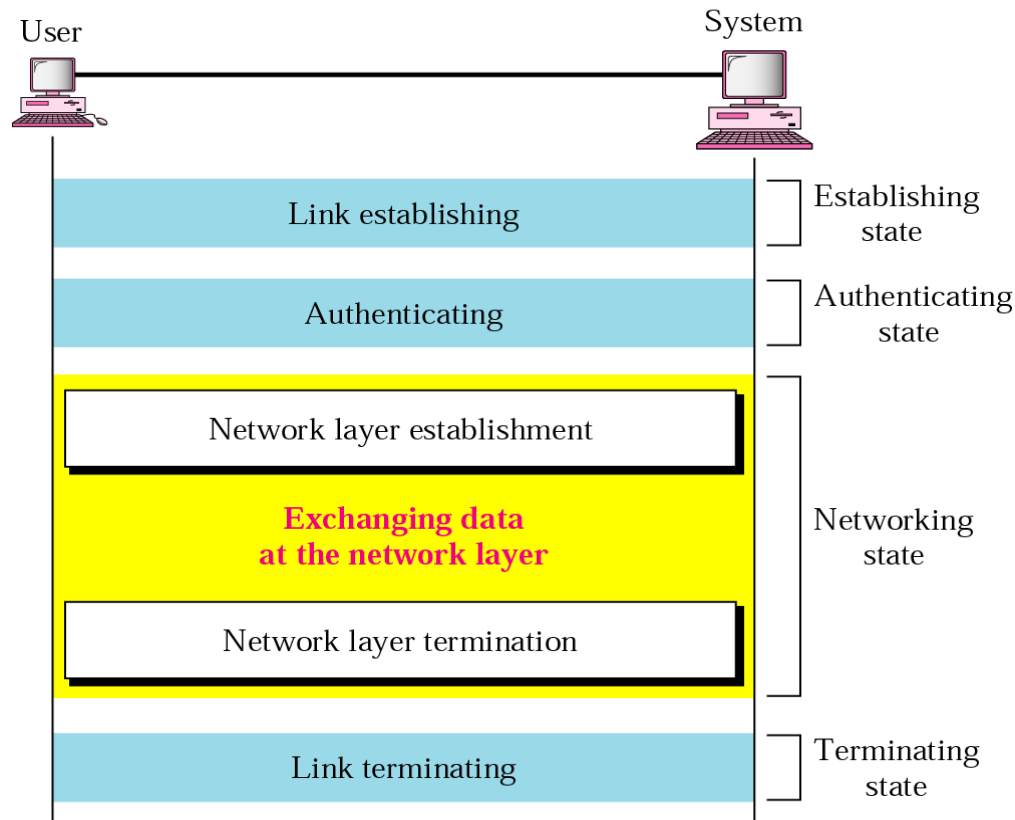 User
System
Link establishing
Establishing
state
Authenticating
Authenticating
state
Network layer establishment
Exchanging data
at the network layer
Networking
state
Network layer termination
Link terminating
Terminating
state